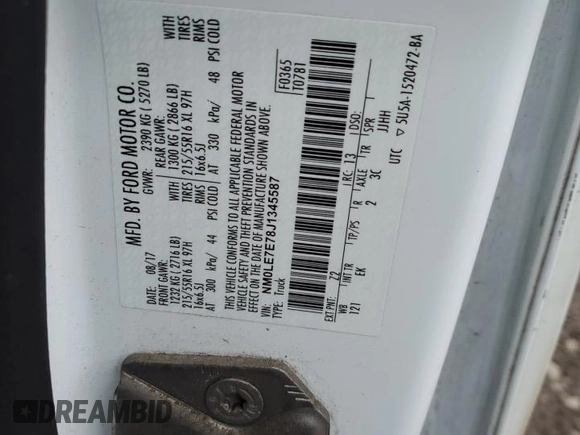 MFD. BY FORD MOTOR CO.
DATE: 08/17 GVWR: 2390 KG ( 5270 LB)
FRONT GAWR: REAR GAWR:
1232 KG ( 2716 LB) WITH 1300 KG ( 2866 LB) WITH
215/55R16 XL 97H TIRES 215/55R16 XL 97H TIRES
16x6.5J RIMS 16x6.5J RIMS
AT 300 kPa/ 44 PSI COLD AT 330 kPa/ 48 PSI COLD
THIS VEHICLE CONFORMS TO ALL APPLICABLE FEDERAL MOTOR
VEHICLE SAFETY AND THEFT PREVENTION STANDARDS IN
EFFECT ON THE DATE OF MANUFACTURE SHOWN ABOVE.
VIN: NM0LE7E78J1345587
TYPE: Truck
F0365
T0781
EXT PNT: Z2 RC: 13 DSO:
WB INT TR TP/PS R AXLE TR SPR
121 EK 2 3C JJHH
UTC ▽ 5U5A-1520472-BA
DREAMBID